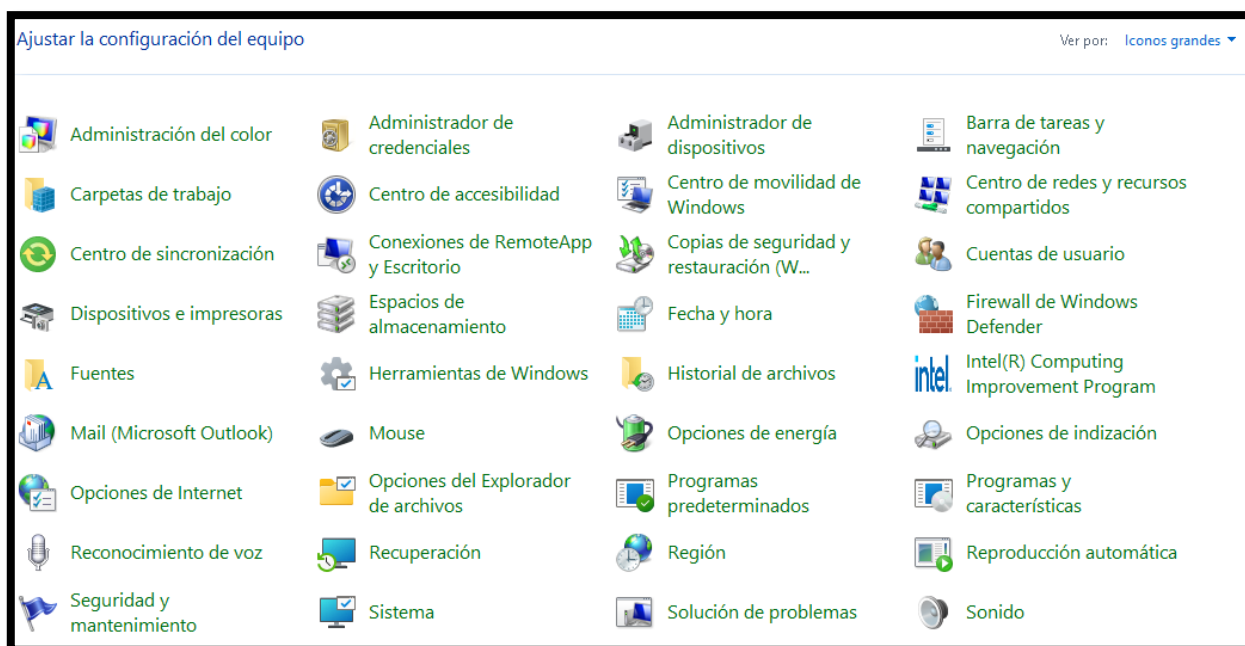 Ajustar la configuración del equipo
Ver por: Iconos grandes
Administración del color
Administrador de
credenciales
Administrador de
dispositivos
Barra de tareas y
navegación
Carpetas de trabajo
Centro de accesibilidad
Centro de movilidad de
Windows
Centro de redes y recursos
compartidos
Centro de sincronización
Conexiones de RemoteApp
y Escritorio
Copias de seguridad y
restauración (W...
Cuentas de usuario
Dispositivos e impresoras
Espacios de
almacenamiento
Fecha y hora
Firewall de Windows
Defender
Fuentes
Herramientas de Windows
Historial de archivos
intel.
Intel(R) Computing
Improvement Program
Mail (Microsoft Outlook)
Mouse
Opciones de energía
Opciones de indización
Opciones de Internet
Opciones del Explorador
de archivos
Programas
predeterminados
Programas y
características
Reconocimiento de voz
Recuperación
Región
Reproducción automática
Seguridad y
mantenimiento
Sistema
Solución de problemas
Sonido